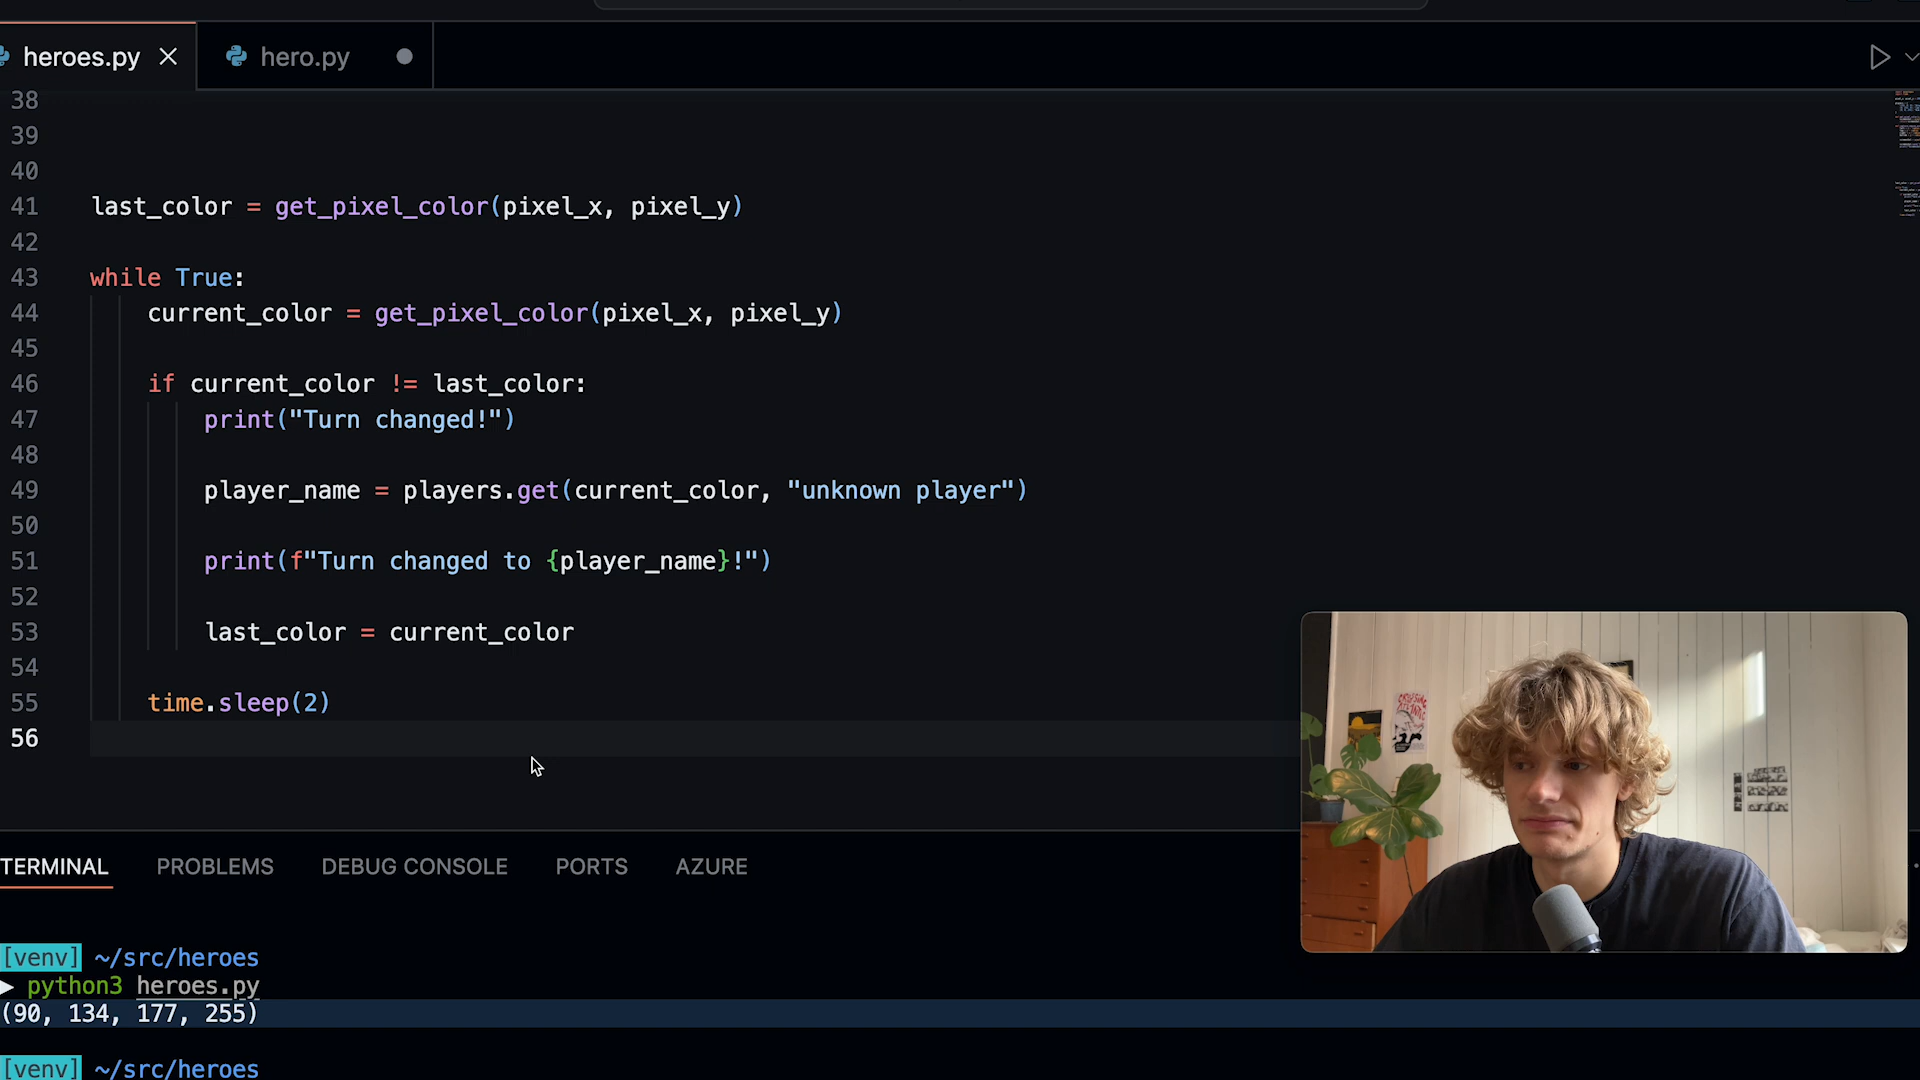 heroes.py
hero.py
38
39
40
41 last_color = get_pixel_color(pixel_x, pixel_y)
42
43 while True:
44 current_color = get_pixel_color(pixel_x, pixel_y)
45
46 if current_color != last_color:
47 print("Turn changed!")
48
49 player_name = players.get(current_color, "unknown player")
50
51 print(f"Turn changed to {player_name}!")
52
53 last_color = current_color
54
55 time.sleep(2)
56
TERMINAL PROBLEMS DEBUG CONSOLE PORTS AZURE
[venv] ~/src/heroes
python3 heroes.py
(90, 134, 177, 255)
[venv] ~/src/heroes